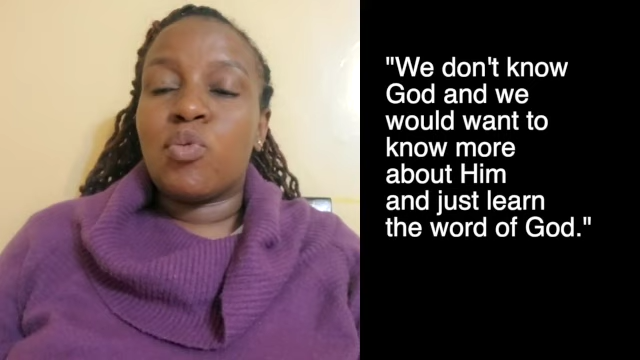 "We don't know
God and we
would want to
know more
about Him
and just learn
the word of God."